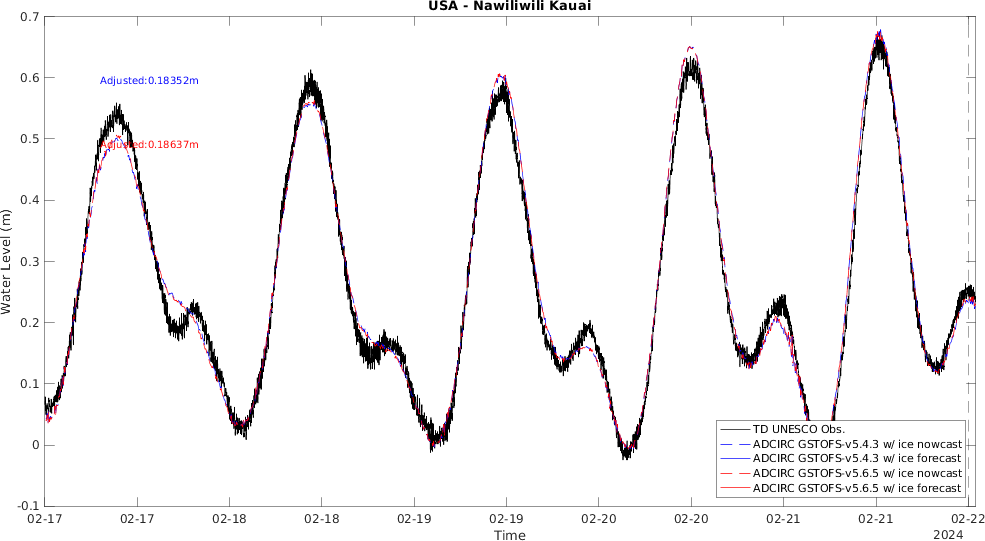 USA - Nawiliwili Kauai
0.7
0.6
0.5
0.4
0.3
0.2
0.1
0
-0.1
Water Level (m)
Adjusted:0.18352m
Adjusted:0.18637m
TD UNESCO Obs.
ADCIRC GSTOFS-v5.4.3 w/ ice nowcast
ADCIRC GSTOFS-v5.4.3 w/ ice forecast
ADCIRC GSTOFS-v5.6.5 w/ ice nowcast
ADCIRC GSTOFS-v5.6.5 w/ ice forecast
02-17 02-17 02-18 02-18 02-19 02-19 02-20 02-20 02-21 02-21 02-22
Time
2024